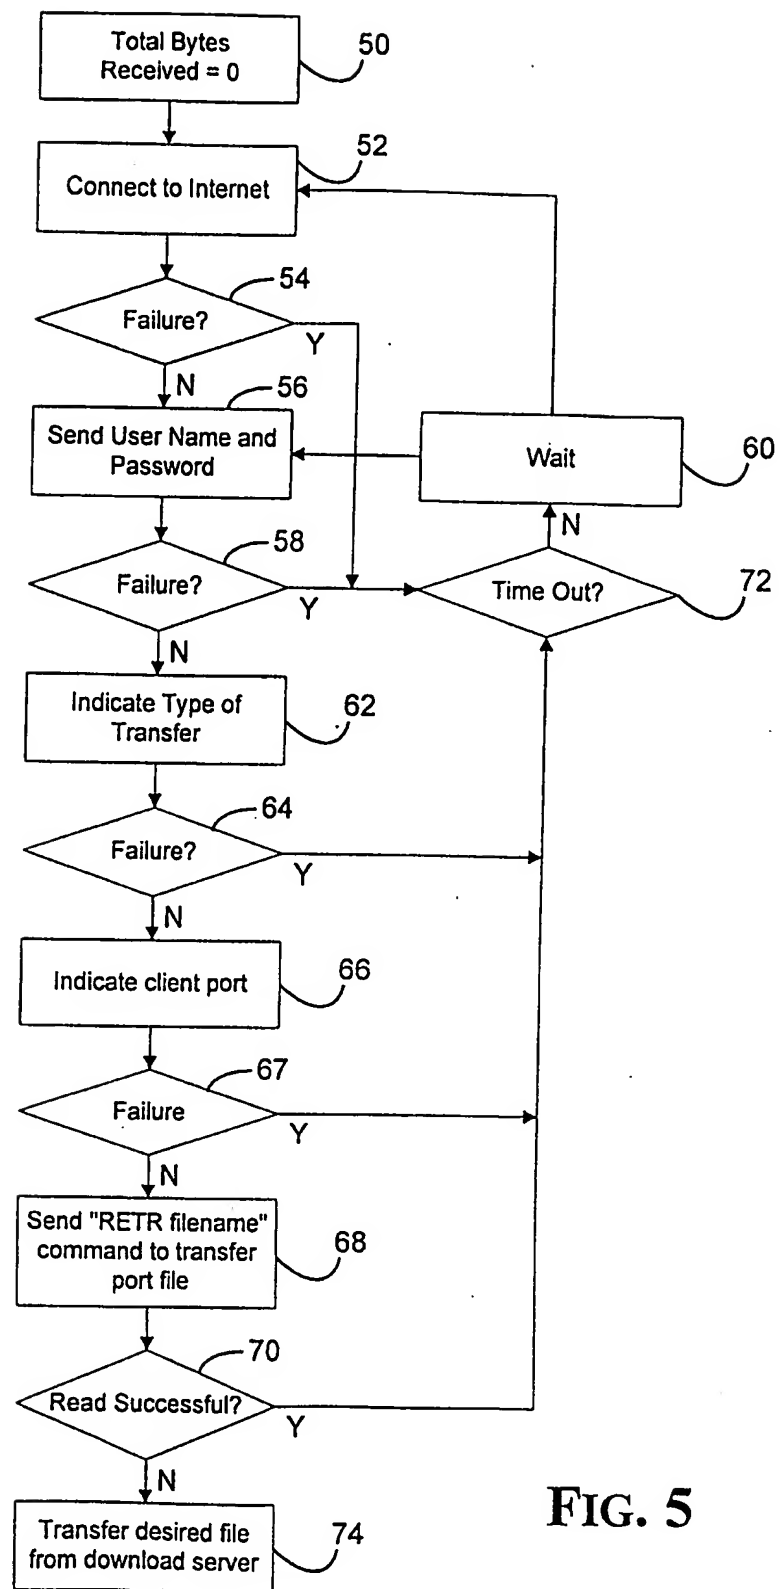 Total Bytes
Received = 0
50
Connect to Internet
52
Failure?
54
Y
N
Send User Name and
Password
56
Wait
60
N
Failure?
58
Y
Time Out?
72
N
Indicate Type of
Transfer
62
Failure?
64
Y
N
Indicate client port
66
Failure
67
Y
N
Send "RETR filename"
command to transfer
port file
68
Read Successful?
70
Y
N
Transfer desired file
from download server
74
FIG. 5